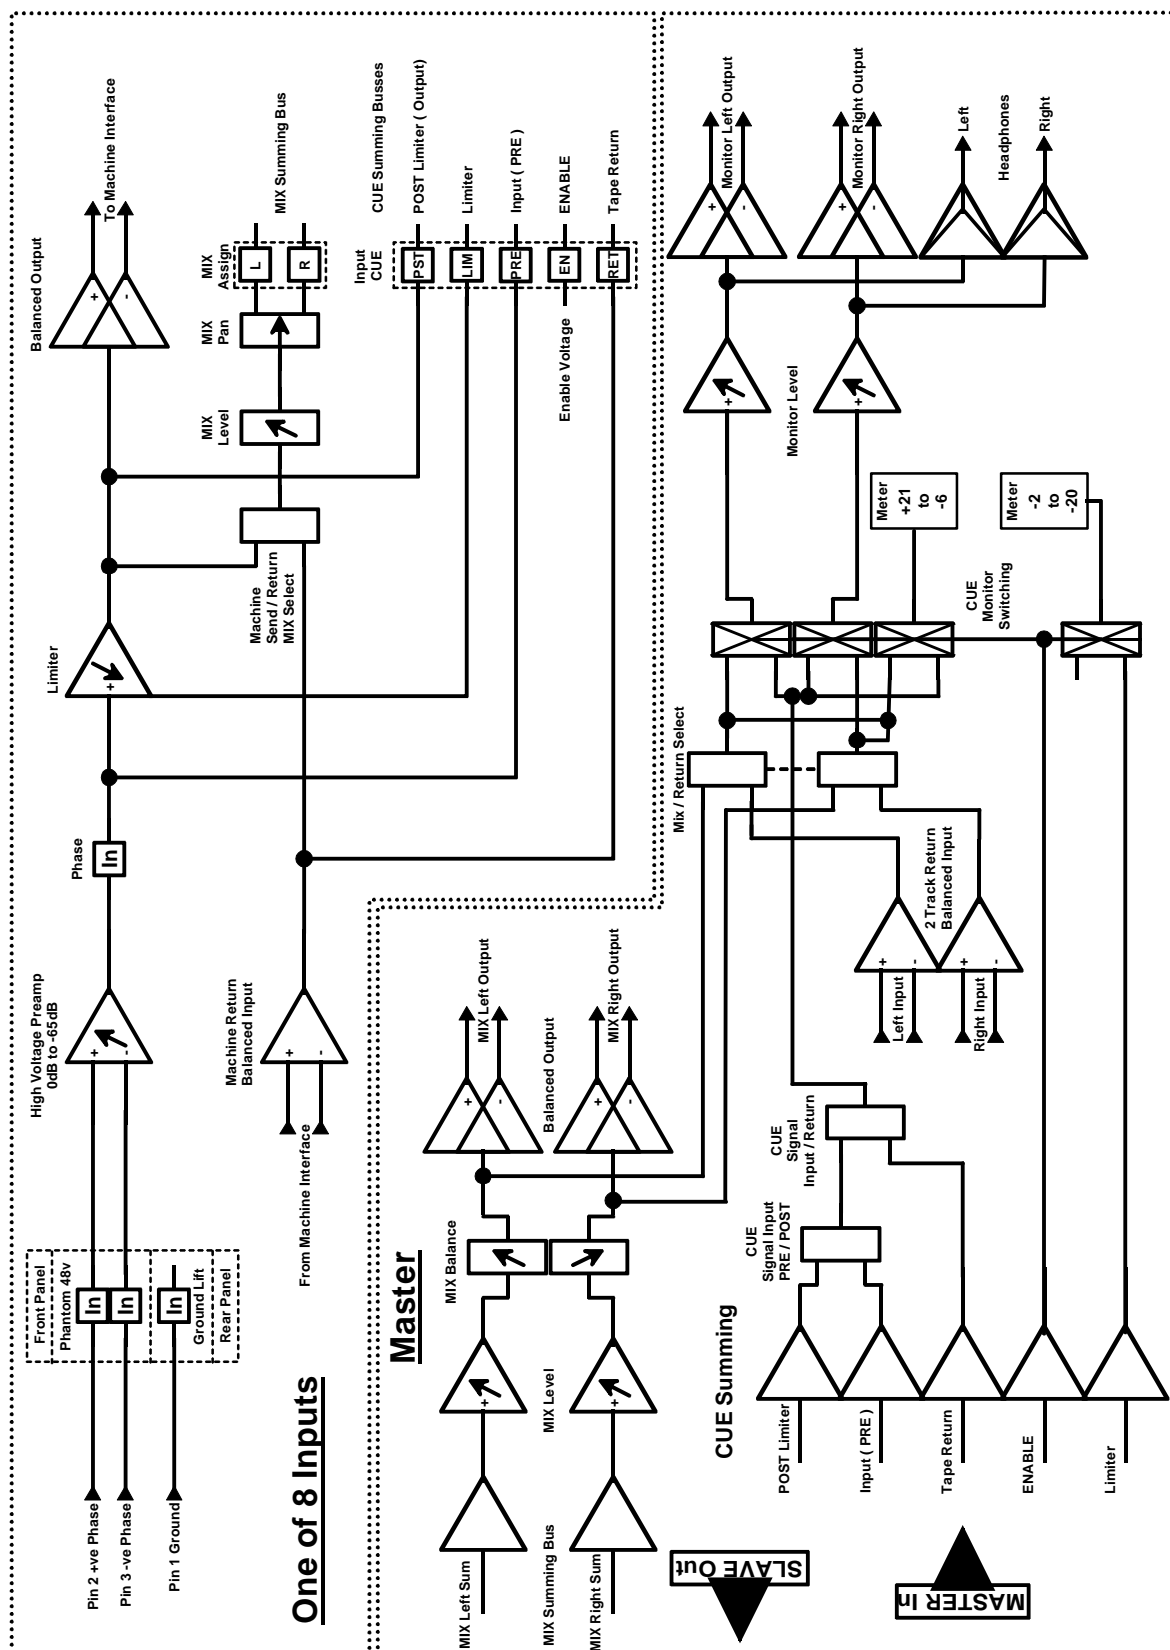 One of 8 Inputs
Pin 2 +ve Phase
Pin 3 -ve Phase
Pin 1 Ground
Front Panel
Phantom 48v
In
In
In
Ground Lift
Rear Panel
High Voltage Preamp
0dB to -65dB
+
-
Phase
In
Limiter
+
Balanced Output
+
-
To Machine Interface
From Machine Interface
Machine Return
Balanced Input
+
-
Machine
Send / Return
MIX Select
MIX
Level
MIX
Pan
MIX
Assign
L
R
MIX Summing Bus
Input
CUE
CUE Summing Busses
PST
POST Limiter ( Output )
LIM
Limiter
PRE
Input ( PRE )
Enable Voltage
EN
ENABLE
RET
Tape Return
Master
MIX Left Sum
MIX Summing Bus
MIX Right Sum
+
+
MIX Level
MIX Balance
+
-
Balanced Output
+
-
MIX Left Output
MIX Right Output
SLAVE Out
MASTER In
CUE Summing
POST Limiter
Input ( PRE )
Tape Return
ENABLE
Limiter
CUE
Signal Input
PRE / POST
CUE
Signal
Input / Return
Left Input
Right Input
+
-
+
-
2 Track Return
Balanced Input
Mix / Return Select
CUE
Monitor
Switching
Meter
+21
to
-6
Meter
-2
to
-20
Monitor Level
+
+
+
-
+
-
Monitor Left Output
Monitor Right Output
Left
Headphones
Right